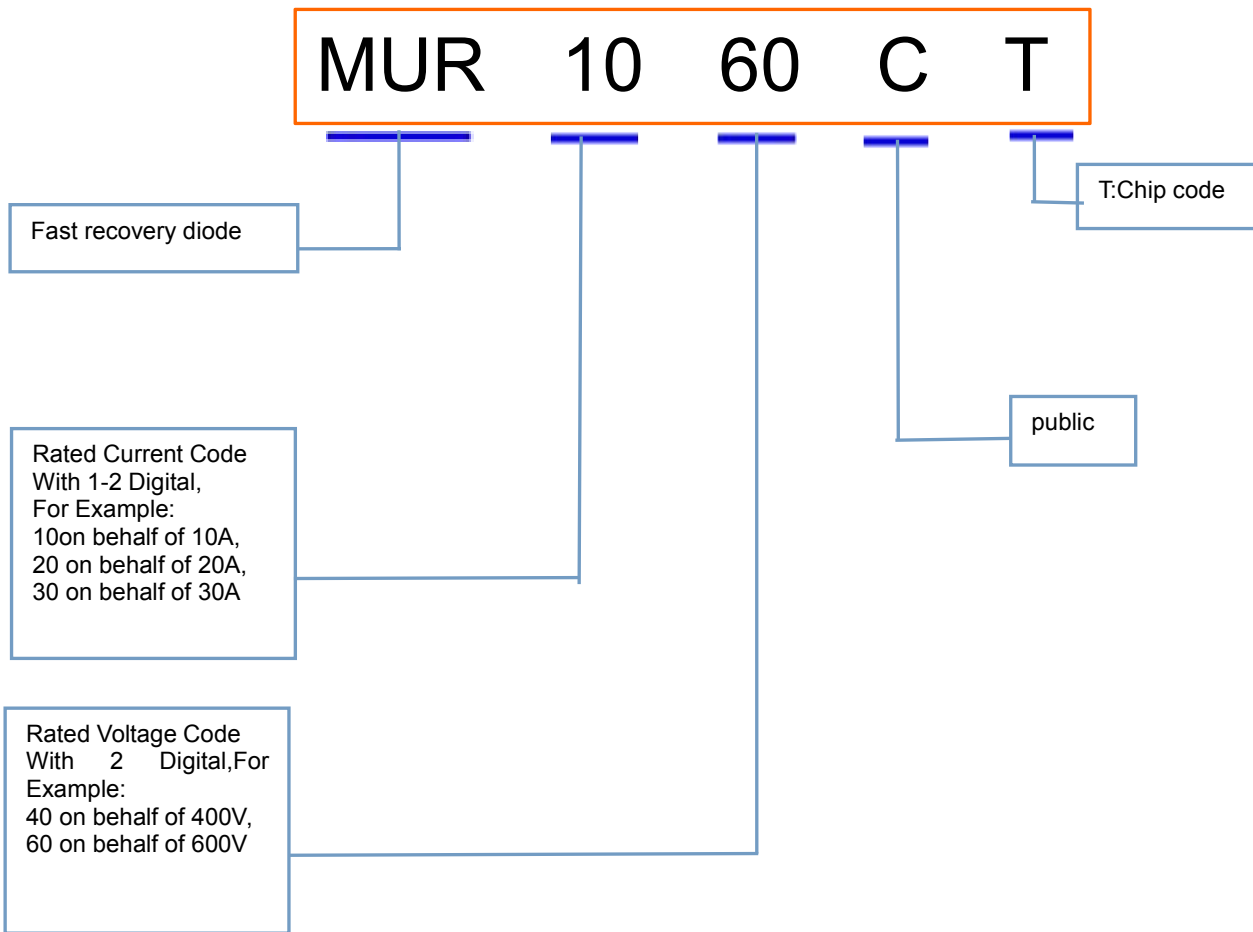 MUR 10 60 C T
T:Chip code
Fast recovery diode
public
Rated Current Code
With 1-2 Digital,
For Example:
10on behalf of 10A,
20 on behalf of 20A,
30 on behalf of 30A
Rated Voltage Code
With 2 Digital,For
Example:
40 on behalf of 400V,
60 on behalf of 600V